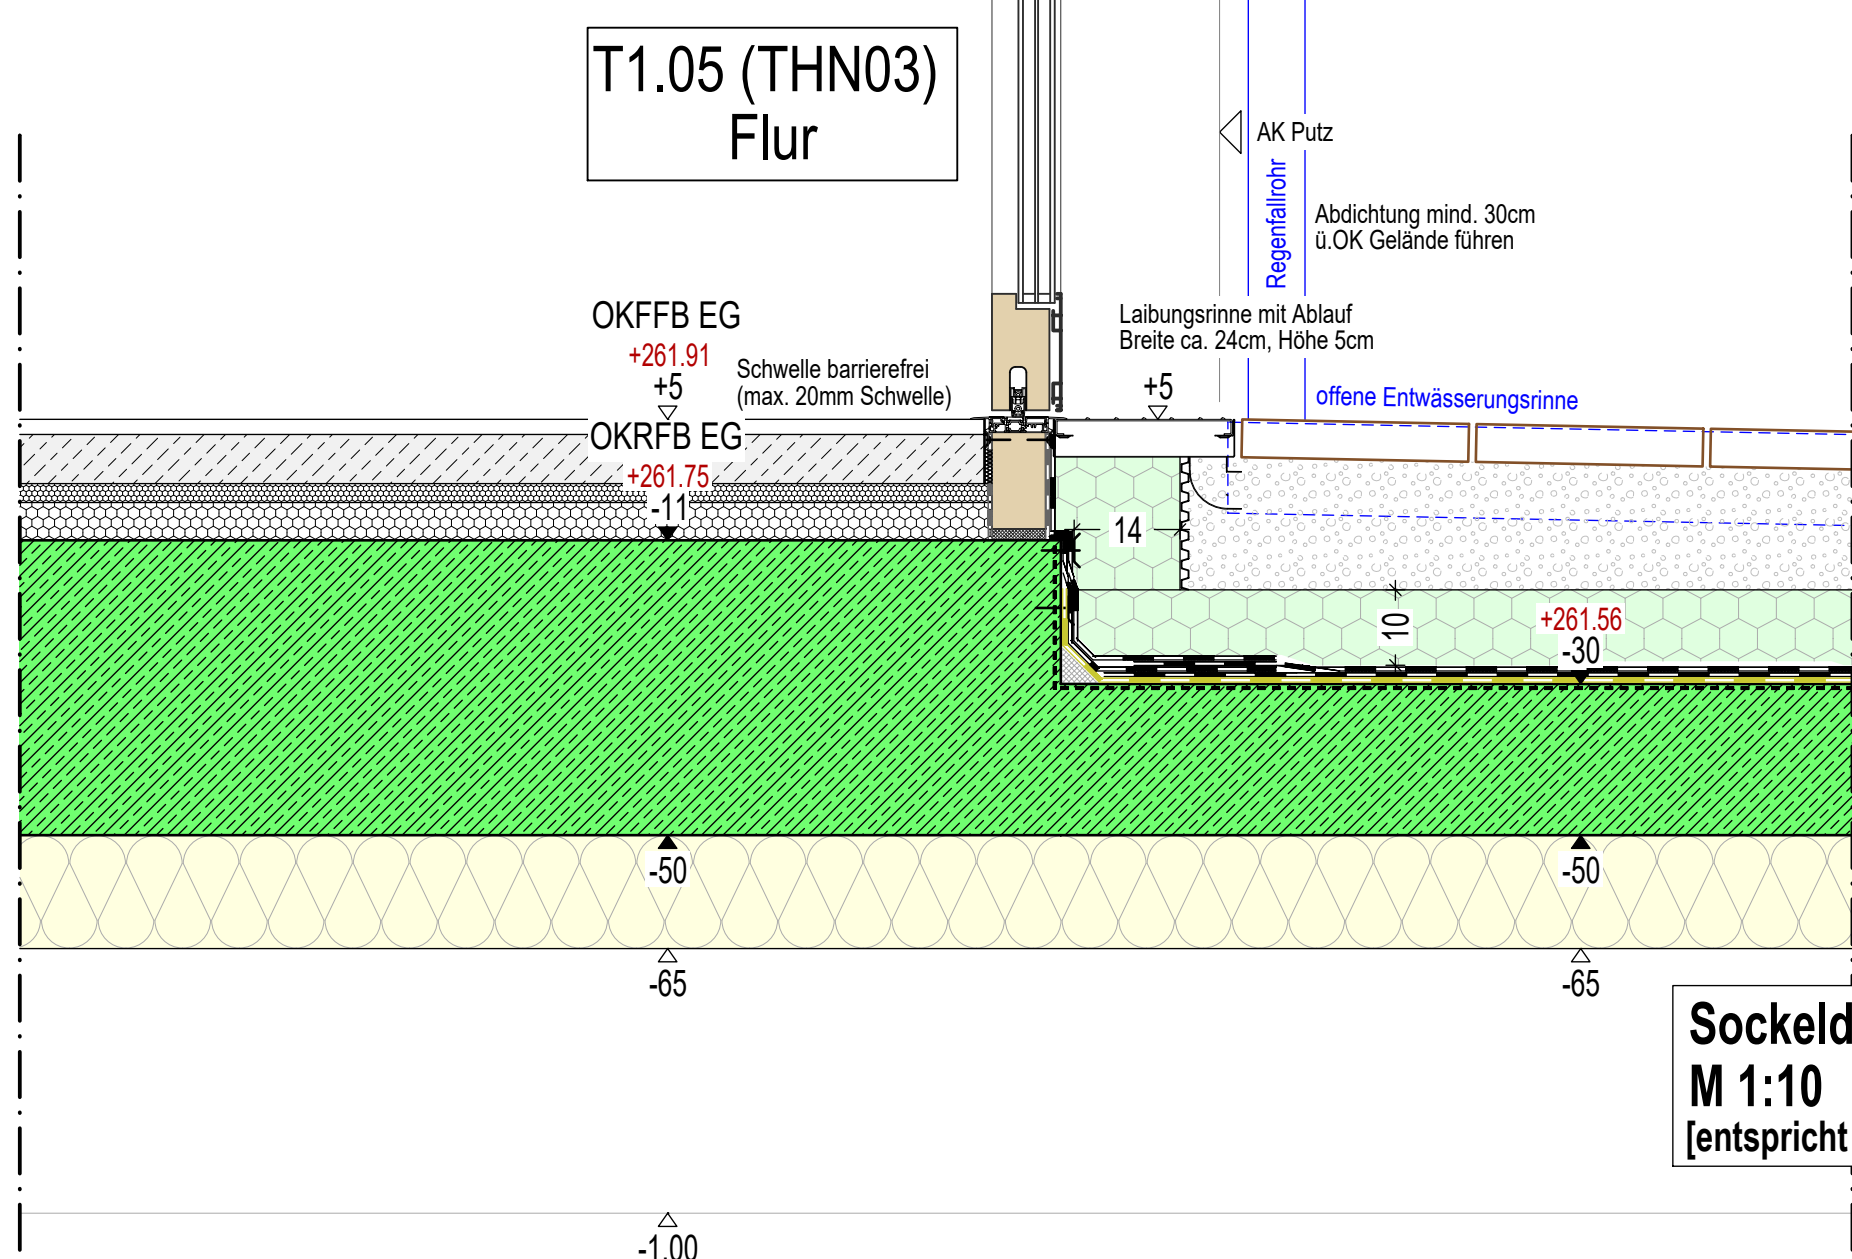 T1.05 (THN03)
Flur
AK Putz
Regenfallrohr
Abdichtung mind. 30cm
ü.OK Gelände führen
OKFFB EG
+261.91
+5
Schwelle barrierefrei
(max. 20mm Schwelle)
Laibungsrinne mit Ablauf
Breite ca. 24cm, Höhe 5cm
+5
offene Entwässerungsrinne
OKRFB EG
+261.75
-11
14
10
+261.56
-30
-50
-50
-65
-65
Sockeld
M 1:10
[entspricht
-1.00